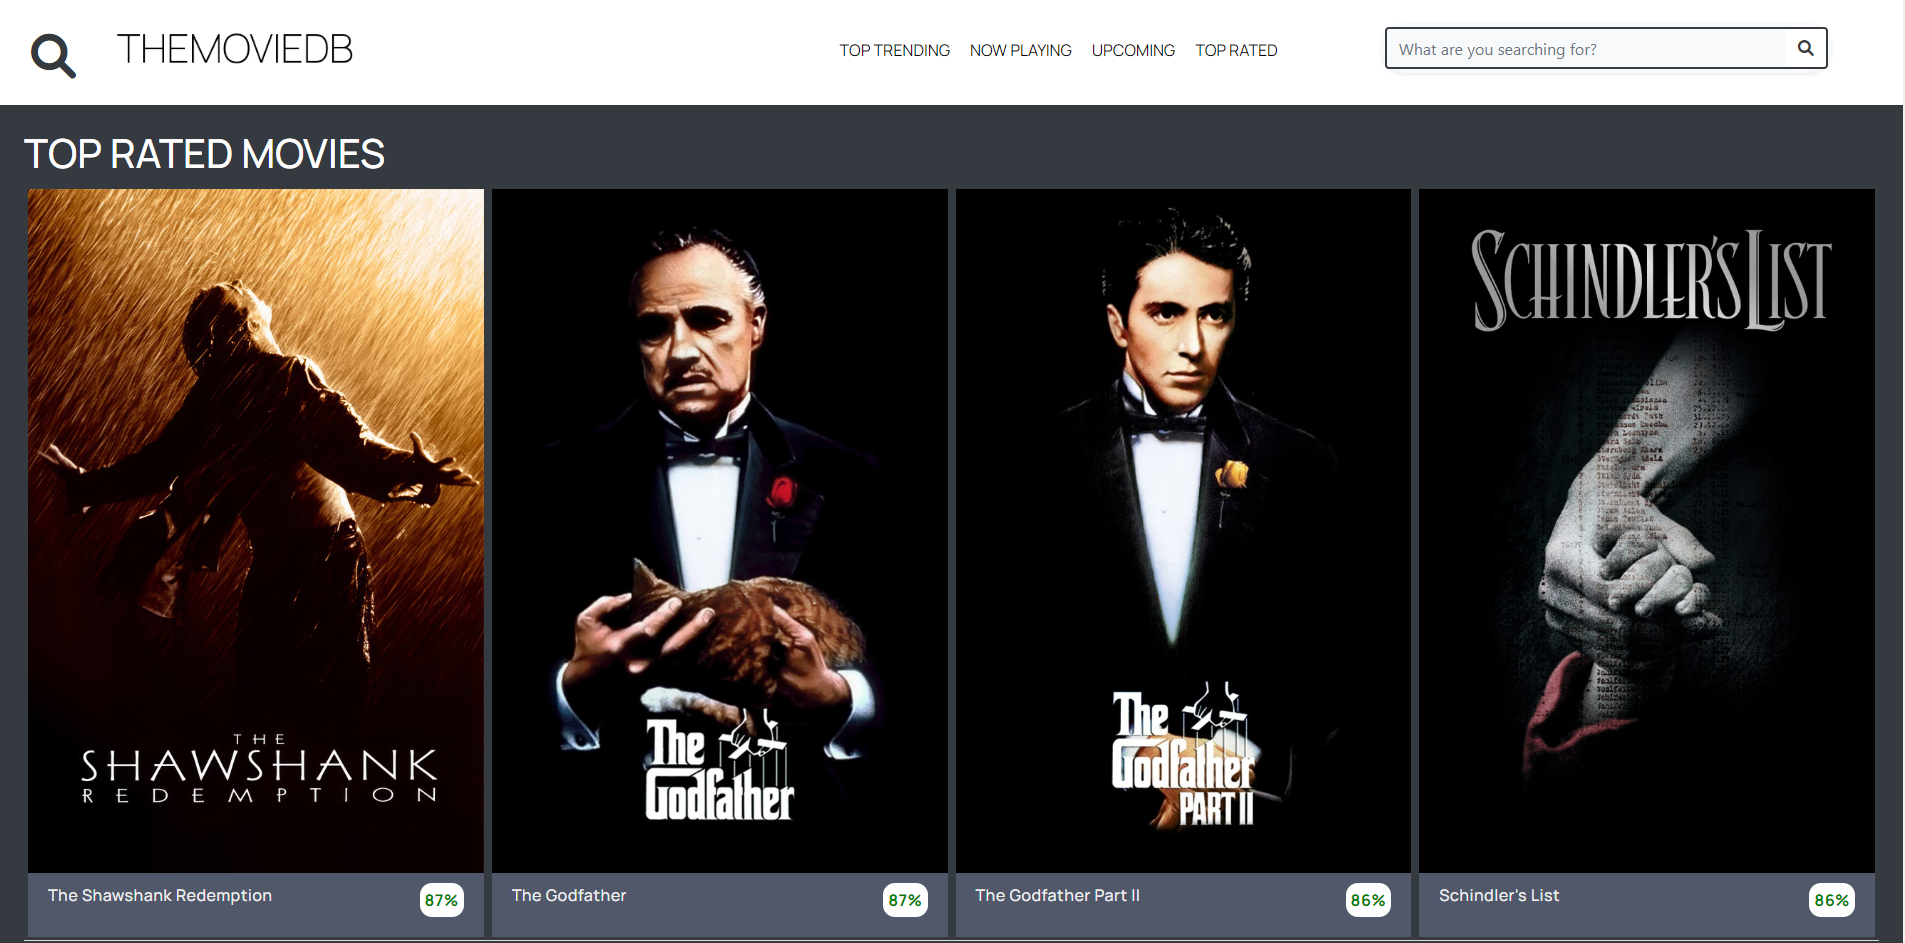 THEMOVIEDB
TOP TRENDING NOW PLAYING UPCOMING TOP RATED
What are you searching for?
TOP RATED MOVIES
THE
SHAWSHANK
REDEMPTION
The
Godfather
The
Godfather
PART II
SCHINDLER'S LIST
The Shawshank Redemption 87%
The Godfather 87%
The Godfather Part II 86%
Schindler's List 86%